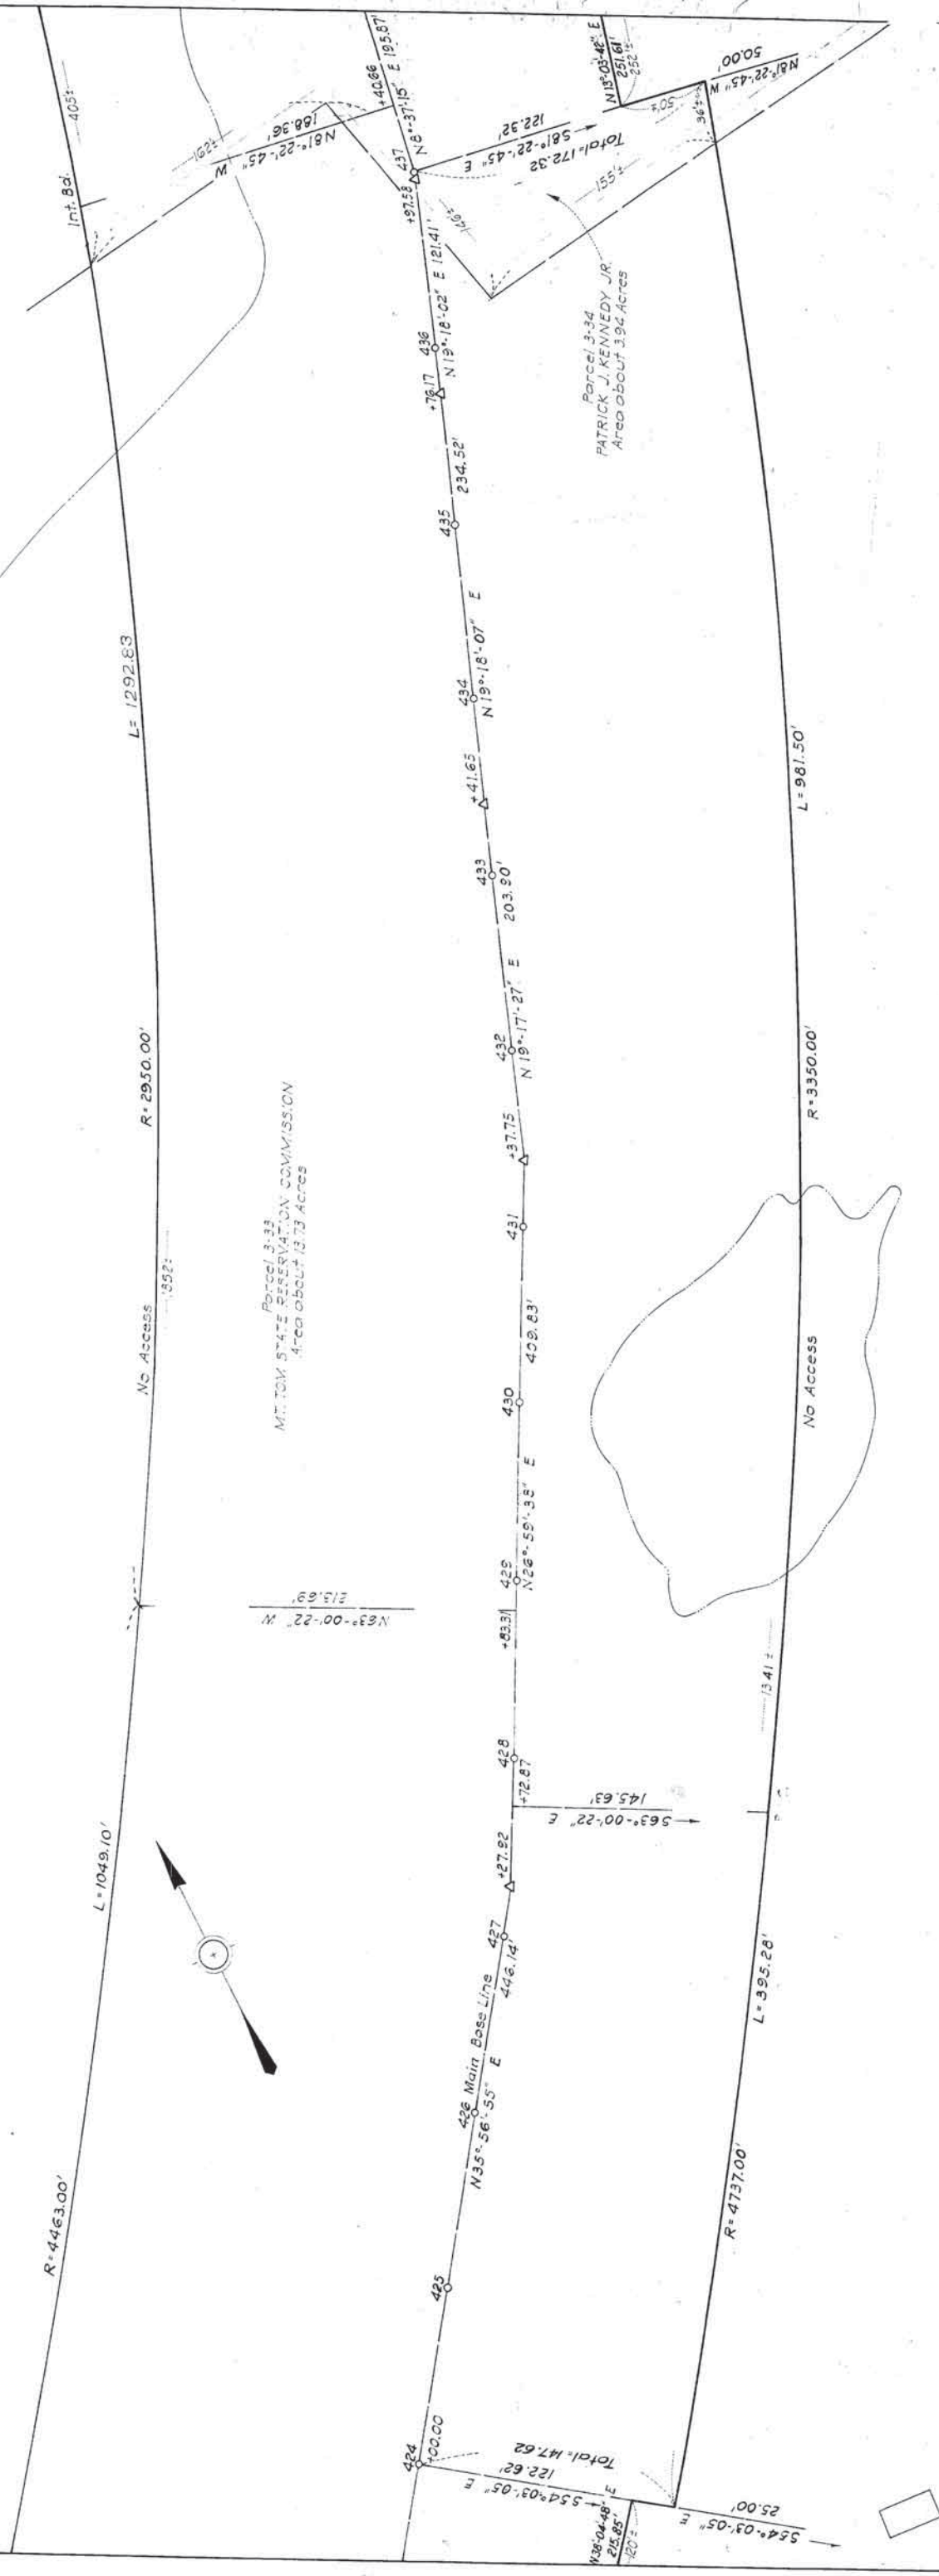 Int. Bd.
405±
162±
N81°-22'-45" W
188.36'
+40.66
N8°-37'-15" E 195.87'
437
+97.58
146±
N13°-03'-42" E
251.61'
252±
50±
N81°-22'-45" W
50.00'
36±
S81°-22'-45" E
122.32'
Total=172.32
155±
N19°-18'-02" E 121.41'
436
+76.17
Parcel 3-34
PATRICK J. KENNEDY JR.
Area about 3.94 Acres
234.52'
435
L= 1292.83
N19°-18'-07" E
434
L=981.50'
+41.65
433
203.90'
R=2950.00'
N19°-17'-27" E
432
R=3350.00'
+37.75
431
Parcel 3-33
MT. TOM STATE RESERVATION COMMISSION
Area about 13.73 Acres
1852±
No Access
409.83'
430
No Access
N26°-59'-38" E
429
N63°-00'-22" W
213.69'
+83.31
1341±
428
+72.87
S63°-00'-22" E
145.63'
+27.92
L=1049.10'
427
446.14'
L=395.28'
426 Main Base Line
N35°-56'-55" E
R=4463.00'
R=4737.00'
425
424
+00.00
S54°-03'-05" E
122.62'
Total=147.62
N38°-04'-48" E
215.85'
120±
S54°-03'-05" E
25.00'